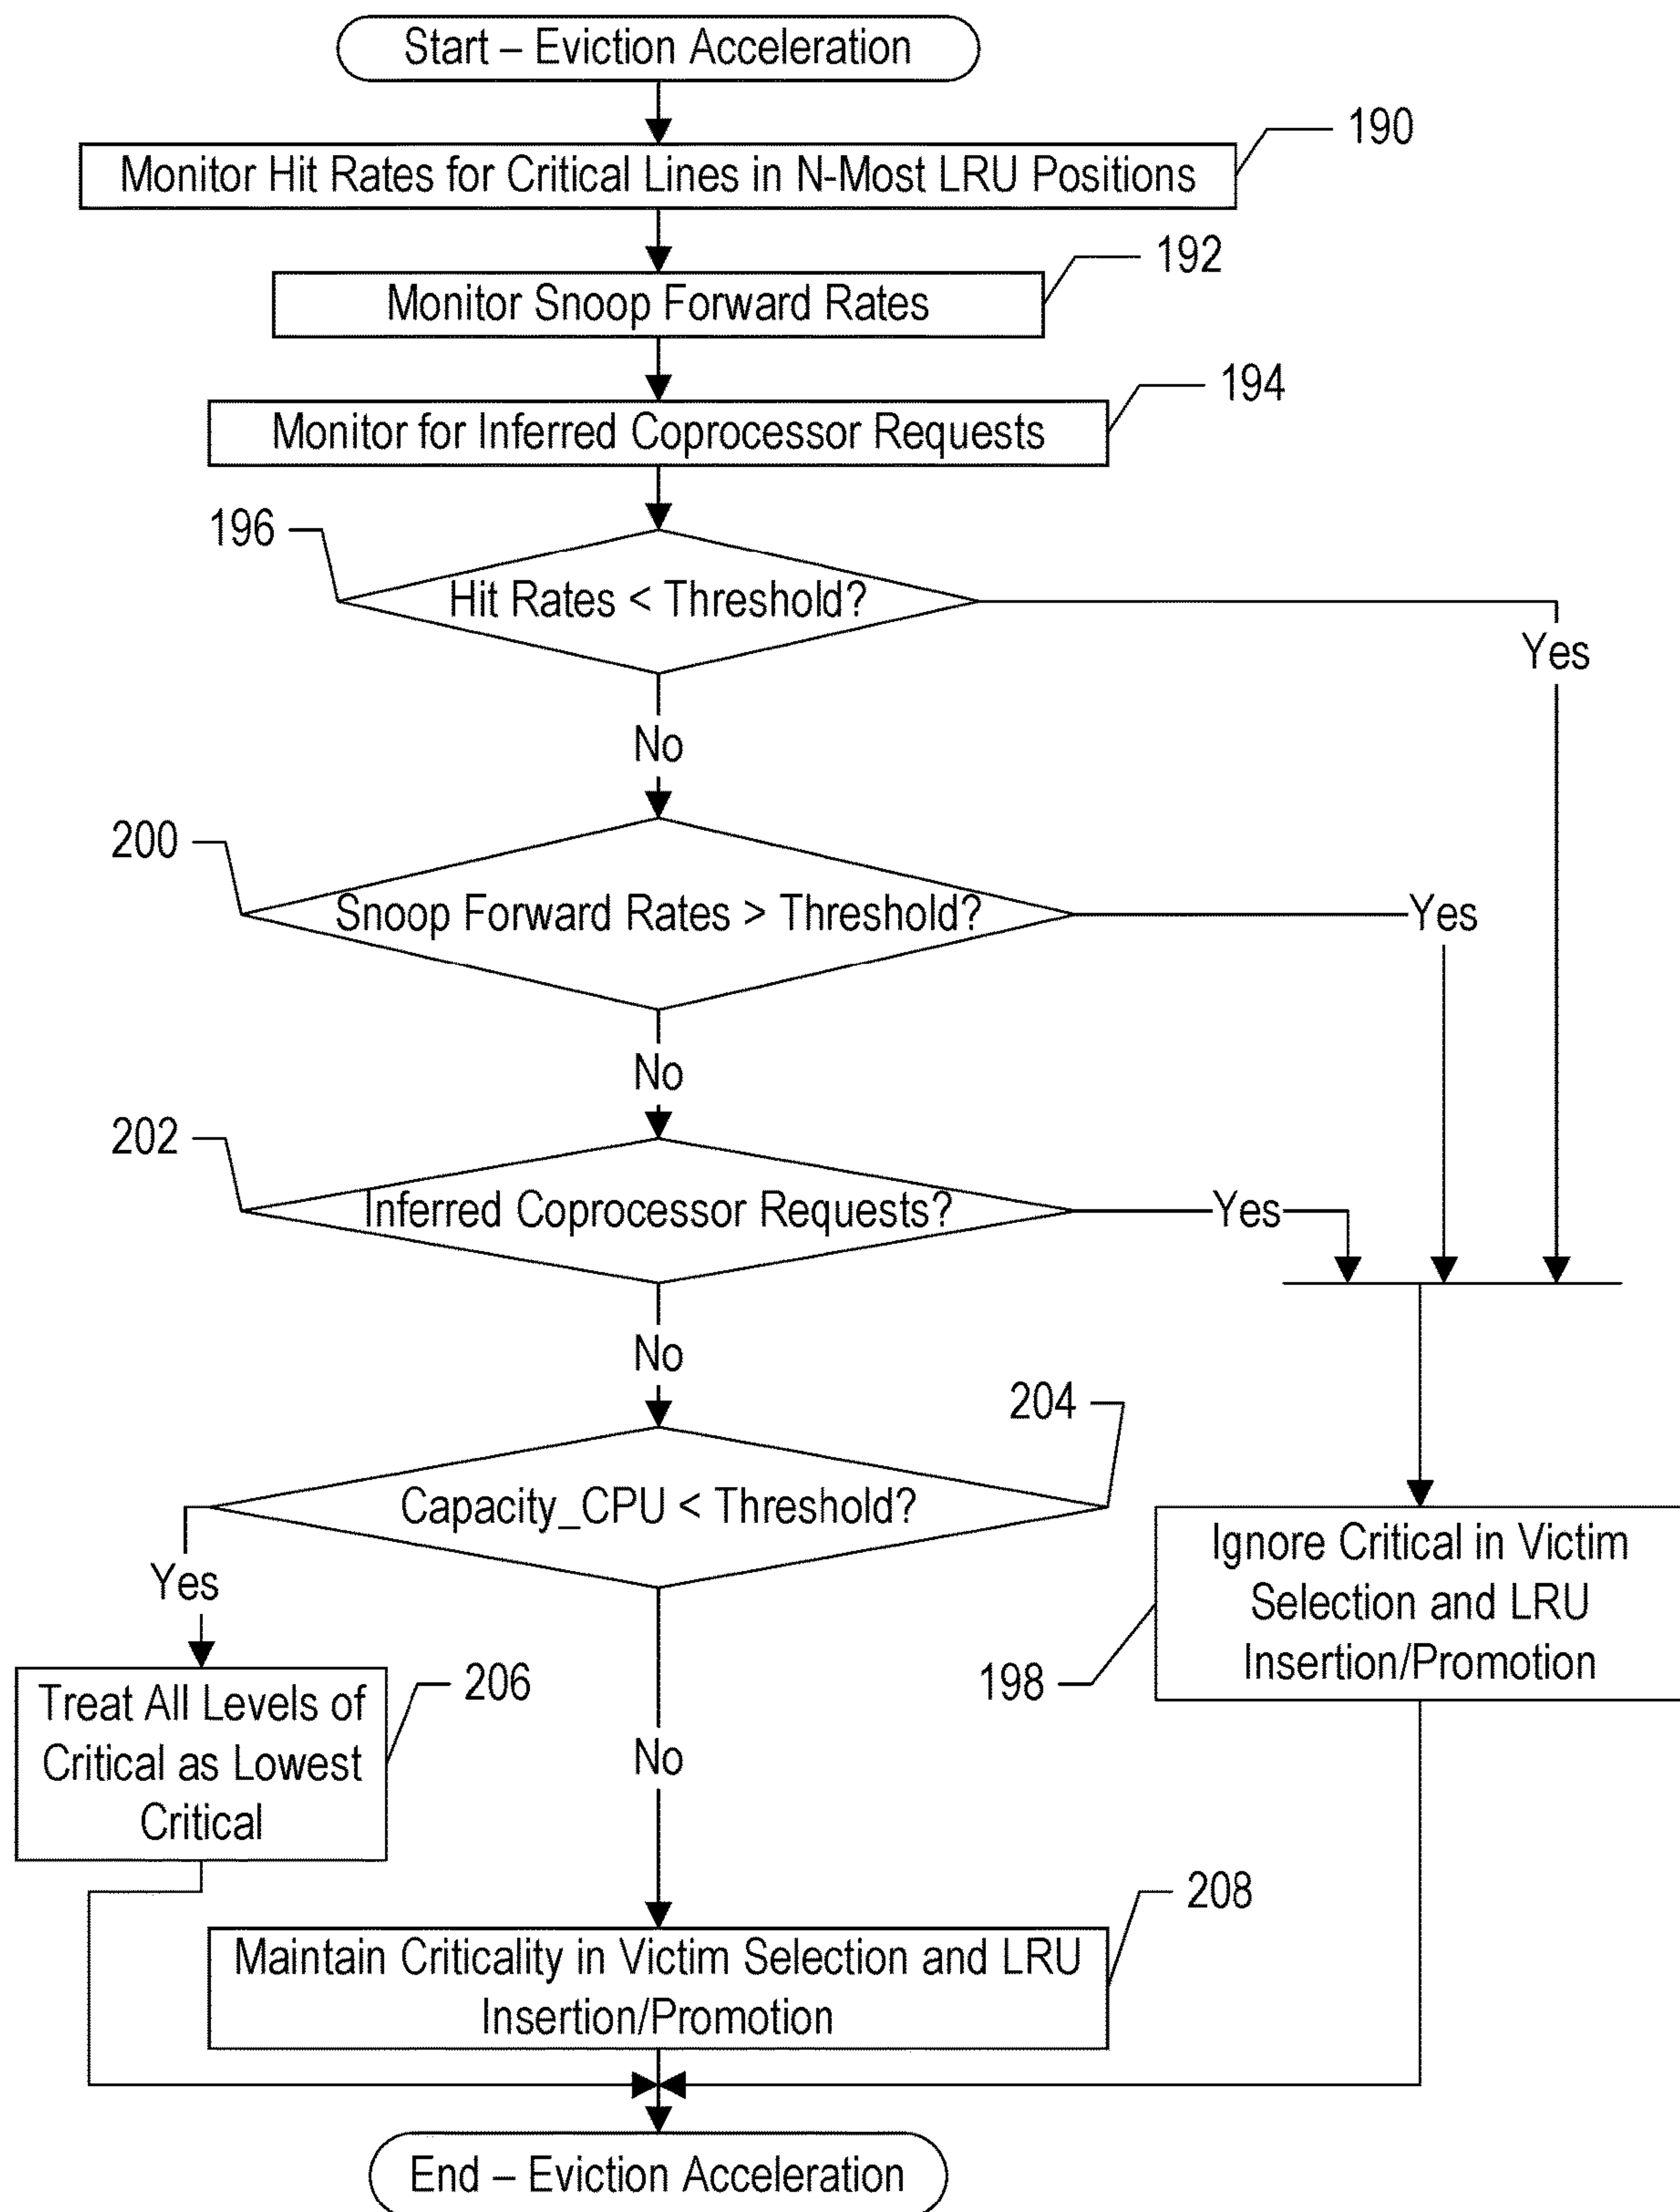 Start – Eviction Acceleration
190
Monitor Hit Rates for Critical Lines in N-Most LRU Positions
192
Monitor Snoop Forward Rates
194
Monitor for Inferred Coprocessor Requests
196
Hit Rates < Threshold?
Yes
No
200
Snoop Forward Rates > Threshold?
Yes
No
202
Inferred Coprocessor Requests?
Yes
No
204
Capacity_CPU < Threshold?
Yes
Ignore Critical in Victim
Selection and LRU
Insertion/Promotion
198
Treat All Levels of
Critical as Lowest
Critical
206
No
208
Maintain Criticality in Victim Selection and LRU
Insertion/Promotion
End – Eviction Acceleration